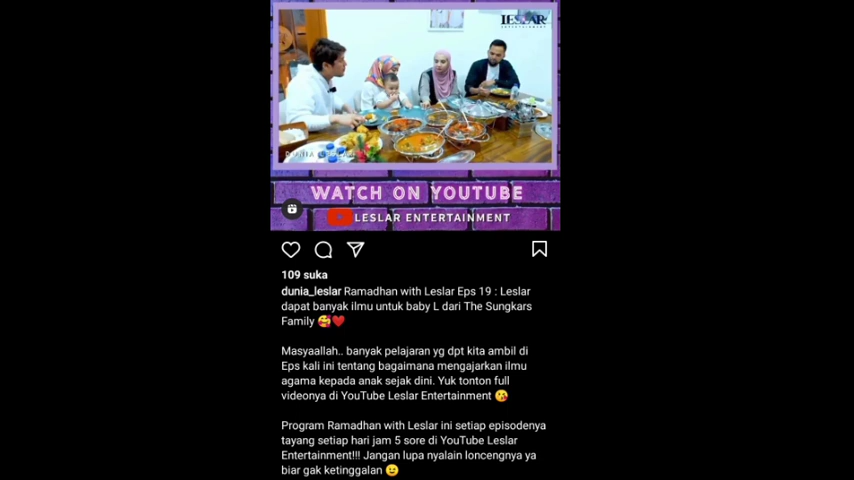 LESLAR
ENTERTAINMENT
WATCH ON YOUTUBE
LESLAR ENTERTAINMENT
109 suka
dunia_leslar Ramadhan with Leslar Eps 19 : Leslar
dapat banyak ilmu untuk baby L dari The Sungkars
Family 🥰❤️
Masyaallah.. banyak pelajaran yg dpt kita ambil di
Eps kali ini tentang bagaimana mengajarkan ilmu
agama kepada anak sejak dini. Yuk tonton full
videonya di YouTube Leslar Entertainment 😘
Program Ramadhan with Leslar ini setiap episodenya
tayang setiap hari jam 5 sore di YouTube Leslar
Entertainment!!! Jangan lupa nyalain loncengnya ya
biar gak ketinggalan 😉